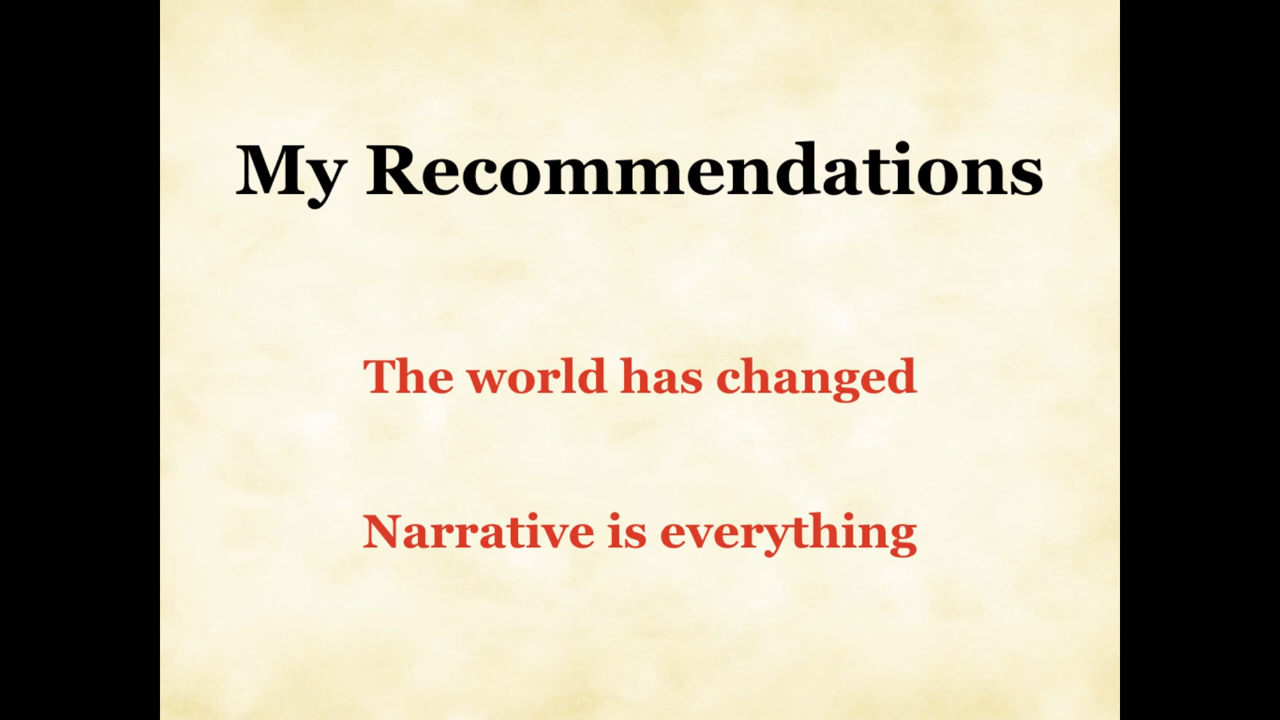 My Recommendations
The world has changed
Narrative is everything